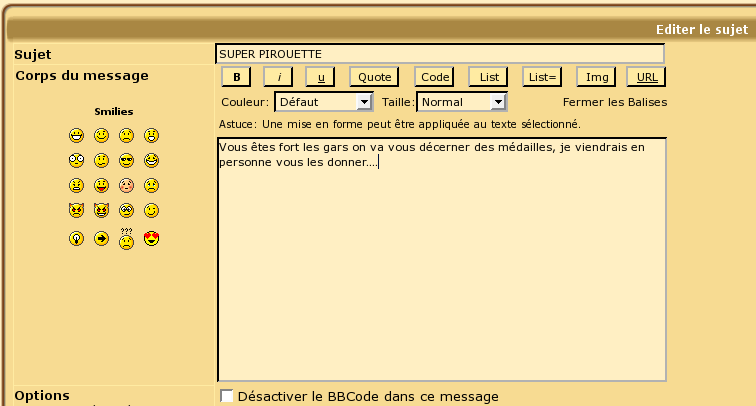 Editer le sujet
Sujet
SUPER PIROUETTE
Corps du message
B i u Quote Code List List= Img URL
Couleur: Défaut Taille: Normal Fermer les Balises
Smilies
Astuce: Une mise en forme peut être appliquée au texte sélectionné.
Vous êtes fort les gars on va vous décerner des médailles, je viendrais en
personne vous les donner....
???
Options
Désactiver le BBCode dans ce message